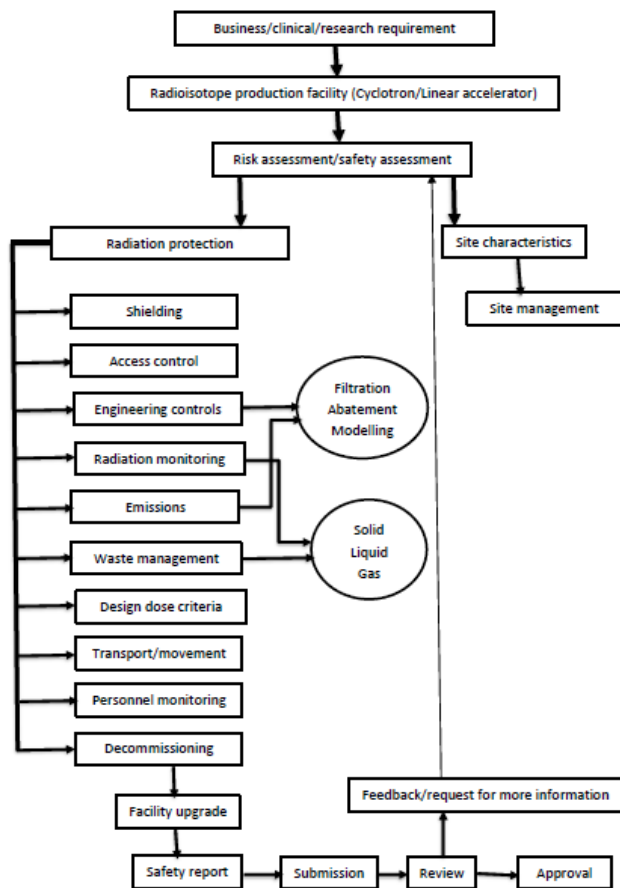 Business/clinical/research requirement
Radioisotope production facility (Cyclotron/Linear accelerator)
Risk assessment/safety assessment
Radiation protection
Site characteristics
Site management
Shielding
Access control
Engineering controls
Filtration
Abatement
Modelling
Radiation monitoring
Emissions
Solid
Liquid
Gas
Waste management
Design dose criteria
Transport/movement
Personnel monitoring
Decommissioning
Facility upgrade
Feedback/request for more information
Safety report
Submission
Review
Approval